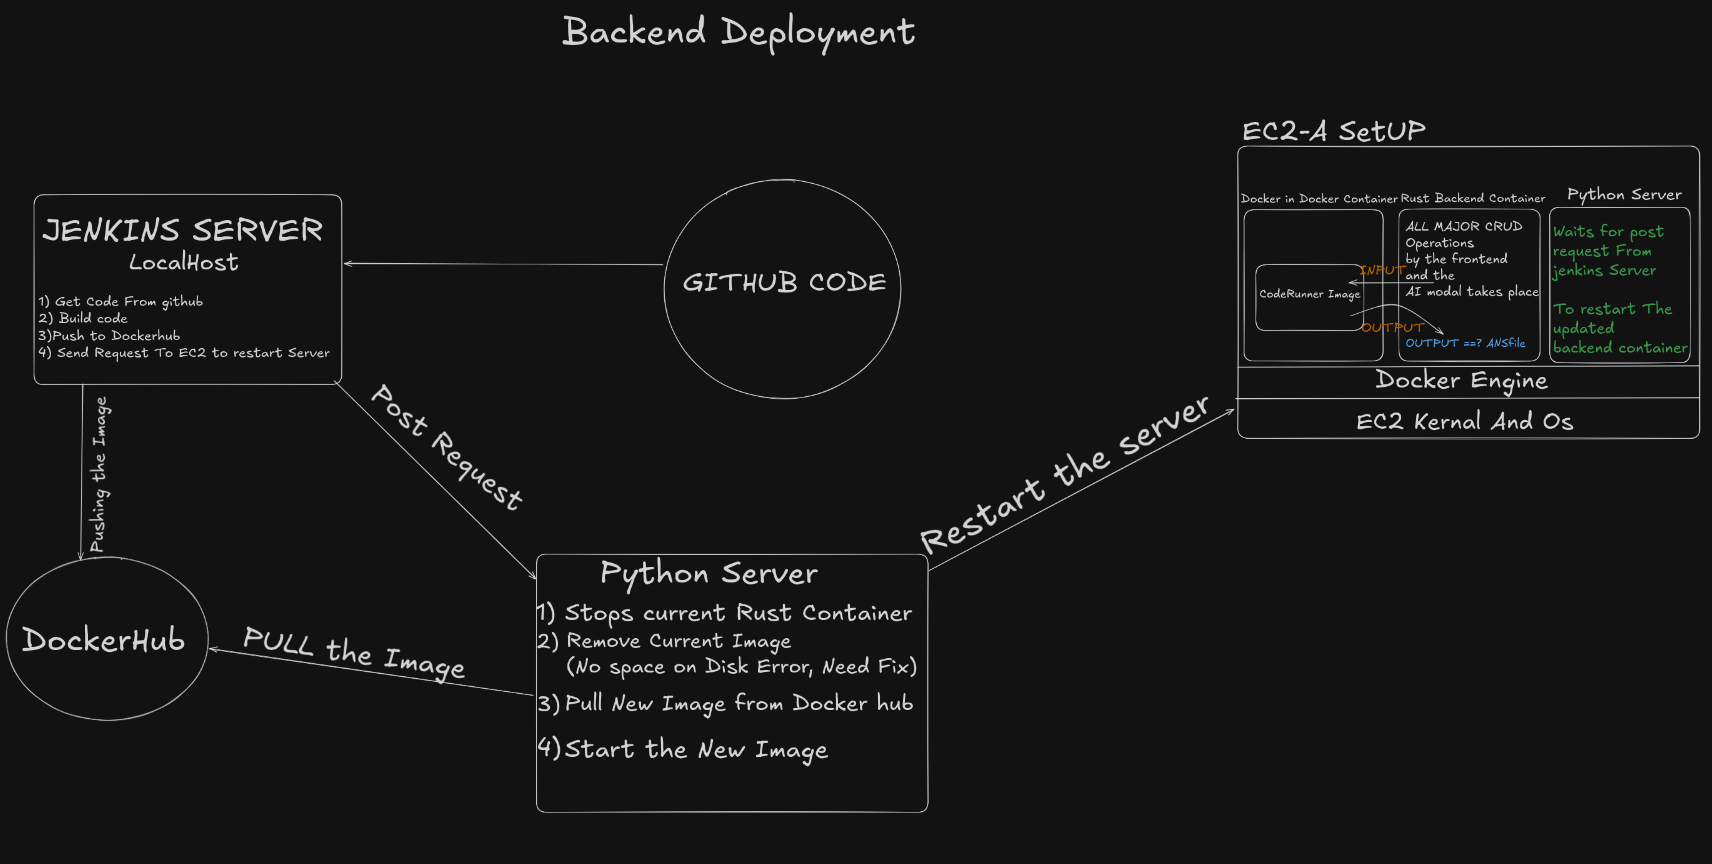 Backend Deployment
JENKINS SERVER
LocalHost
1) Get Code From github
2) Build code
3)Push to Dockerhub
4) Send Request To EC2 to restart Server
GITHUB CODE
EC2-A SetUP
Docker in Docker Container
Rust Backend Container
Python Server
CodeRunner Image
INPUT
OUTPUT
ALL MAJOR CRUD
Operations
by the frontend
and the
AI modal takes place
OUTPUT ==? ANSfile
Waits for post
request From
jenkins Server
To restart The
updated
backend container
Docker Engine
EC2 Kernal And Os
Pushing the Image
Post Request
Restart the server
DockerHub
PULL the Image
Python Server
1) Stops current Rust Container
2) Remove Current Image
(No space on Disk Error, Need Fix)
3) Pull New Image from Docker hub
4)Start the New Image